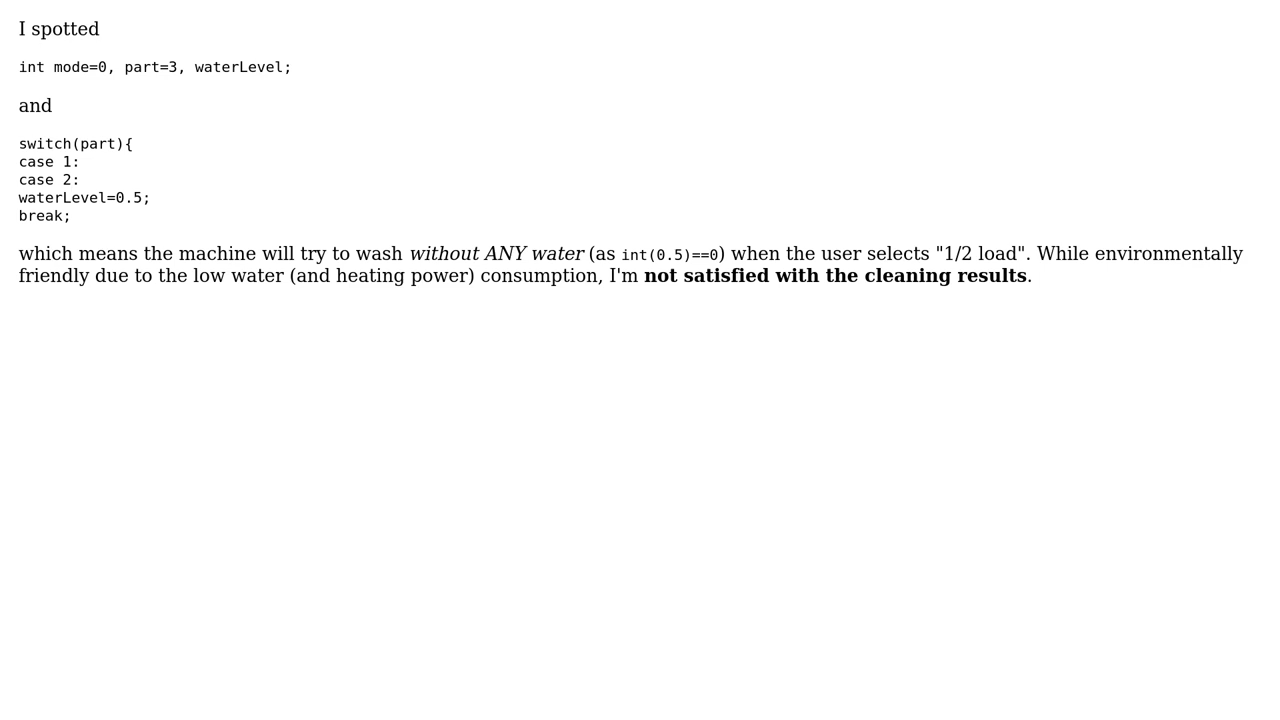 I spotted
int mode=0, part=3, waterLevel;
and
switch(part){
case 1:
case 2:
waterLevel=0.5;
break;
which means the machine will try to wash without ANY water (as int(0.5)==0) when the user selects "1/2 load". While environmentally
friendly due to the low water (and heating power) consumption, I'm not satisfied with the cleaning results.